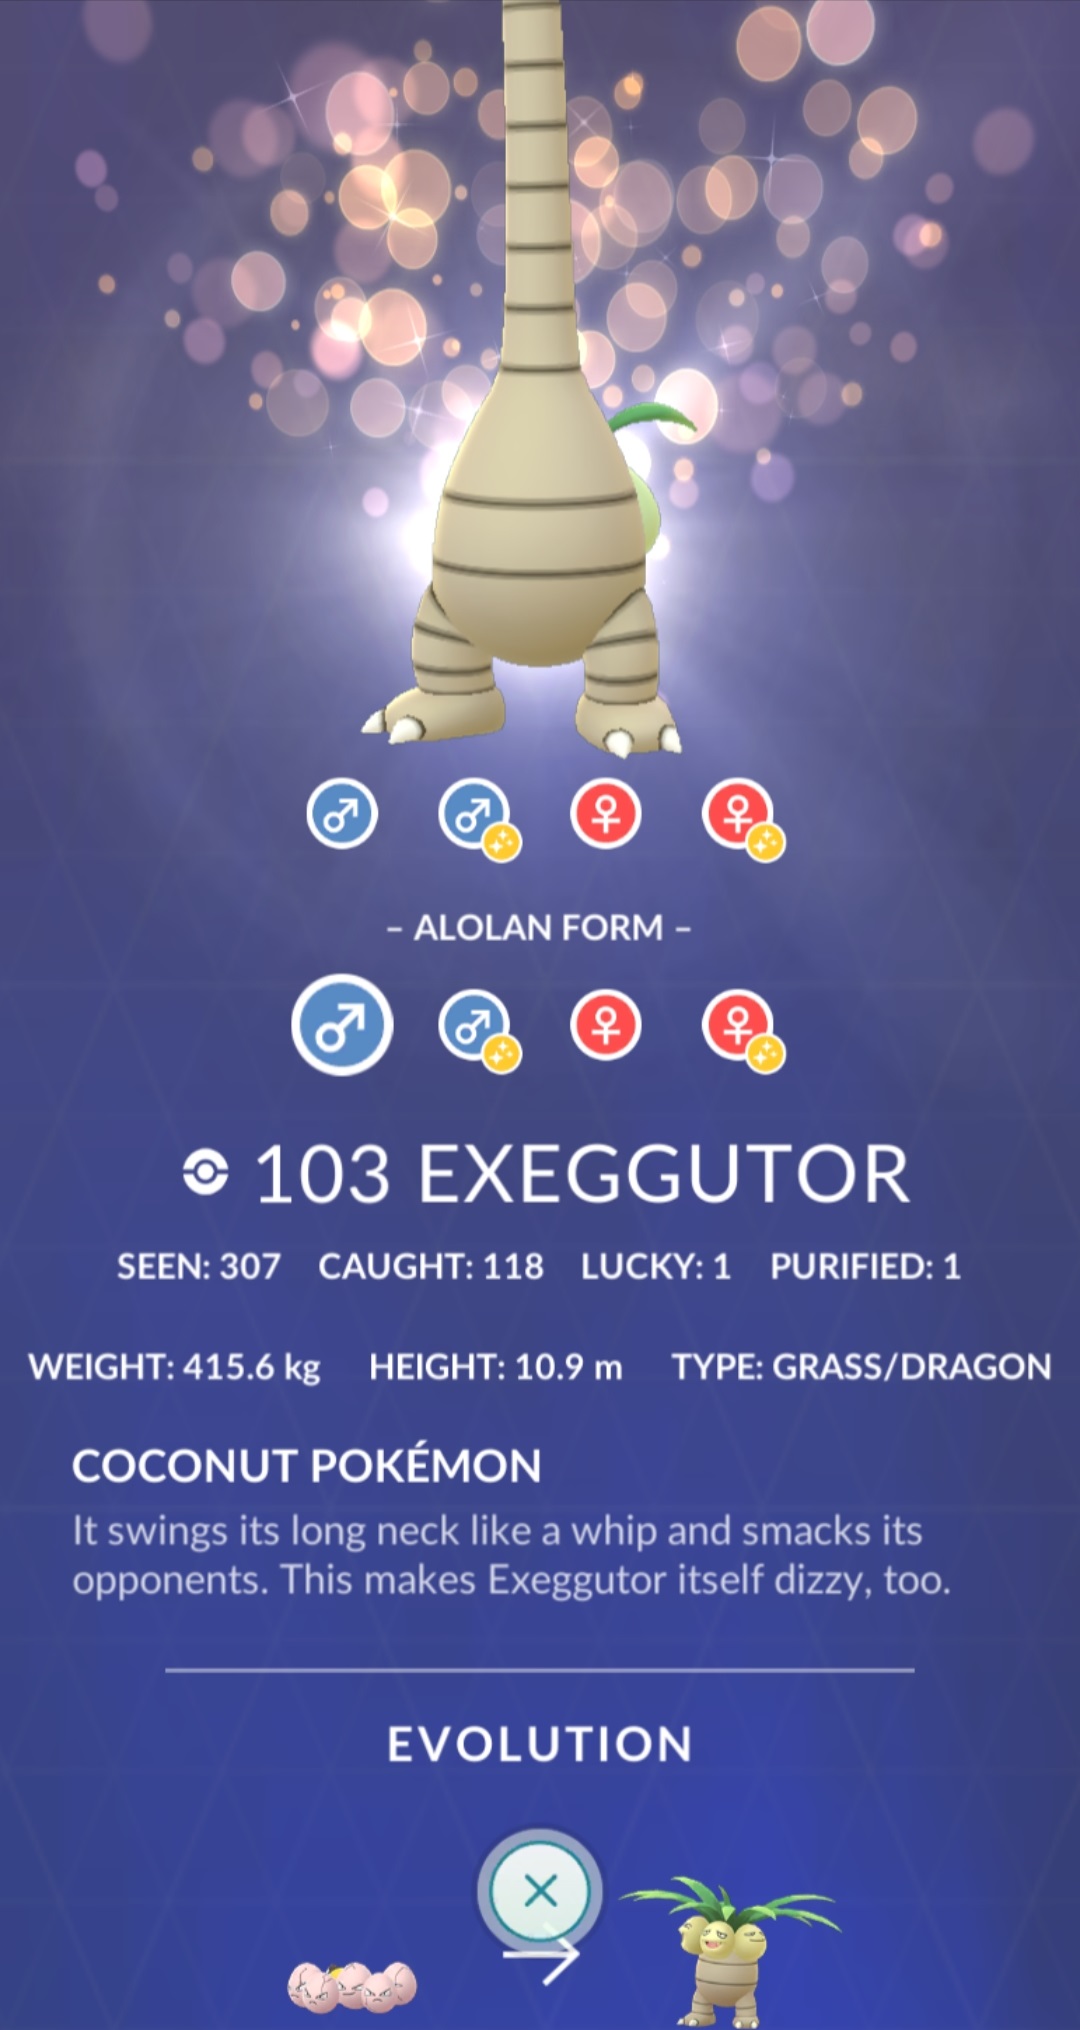 – ALOLAN FORM –
103 EXEGGUTOR
SEEN: 307 CAUGHT: 118 LUCKY: 1 PURIFIED: 1
WEIGHT: 415.6 kg HEIGHT: 10.9 m TYPE: GRASS/DRAGON
COCONUT POKÉMON
It swings its long neck like a whip and smacks its
opponents. This makes Exeggutor itself dizzy, too.
EVOLUTION